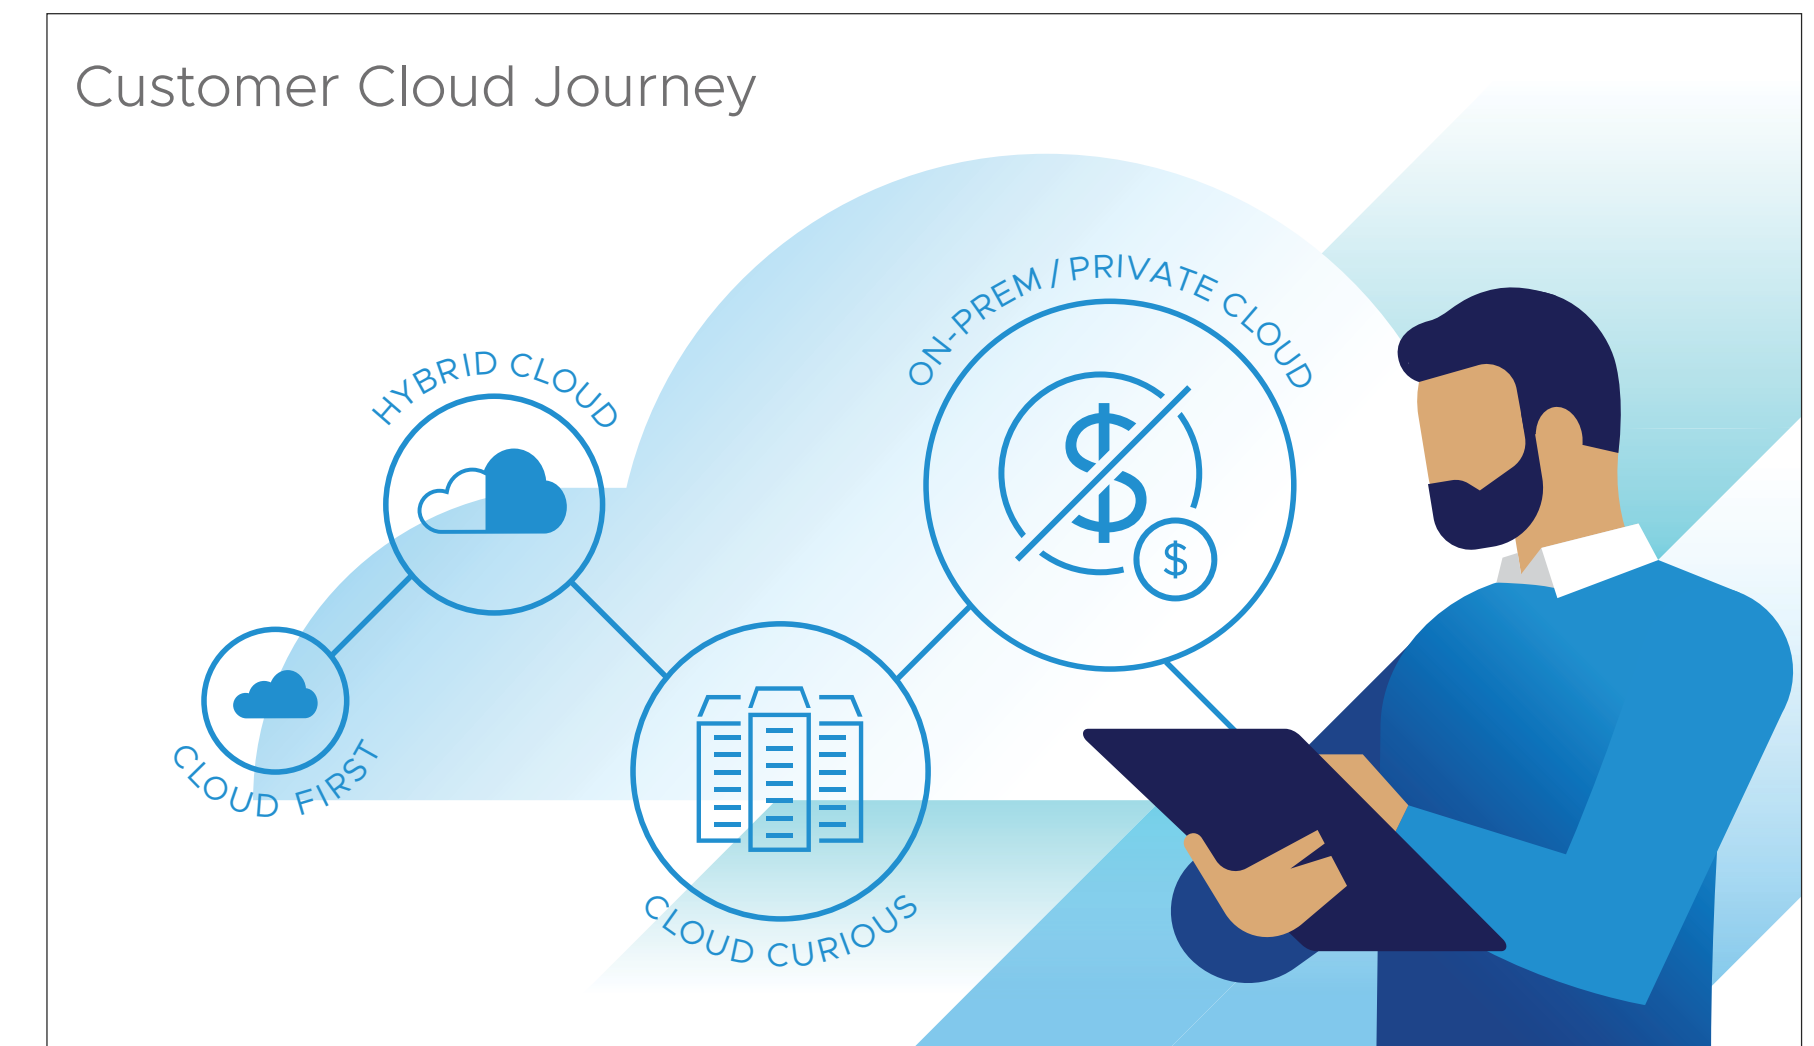 Customer Cloud Journey
ON-PREM / PRIVATE CLOUD
HYBRID CLOUD
$
$
CLOUD FIRST
CLOUD CURIOUS